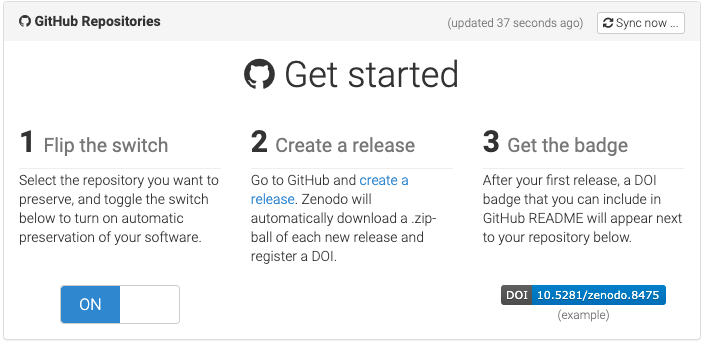 GitHub Repositories
(updated 37 seconds ago)
Sync now ...
Get started
1 Flip the switch
Select the repository you want to
preserve, and toggle the switch
below to turn on automatic
preservation of your software.
ON
2 Create a release
Go to GitHub and create a
release. Zenodo will
automatically download a .zip-
ball of each new release and
register a DOI.
3 Get the badge
After your first release, a DOI
badge that you can include in
GitHub README will appear next
to your repository below.
DOI 10.5281/zenodo.8475
(example)